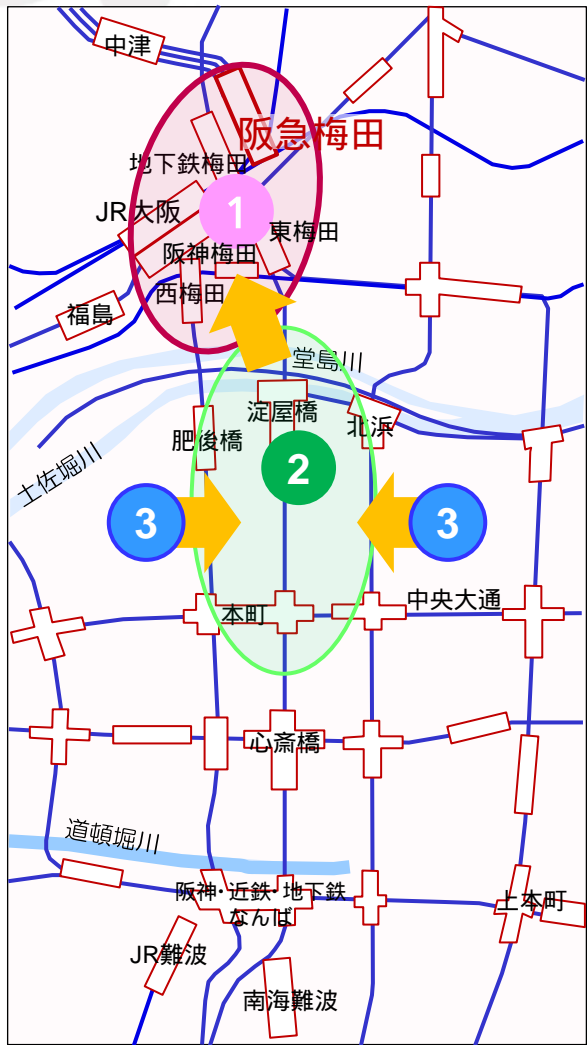 中津
阪急梅田
地下鉄梅田
JR大阪
1
東梅田
阪神梅田
西梅田
福島
堂島川
淀屋橋
北浜
肥後橋
土佐堀川
2
3
3
中央大通
本町
心斎橋
道頓堀川
阪神・近鉄・地下鉄
なんば
上本町
JR難波
南海難波